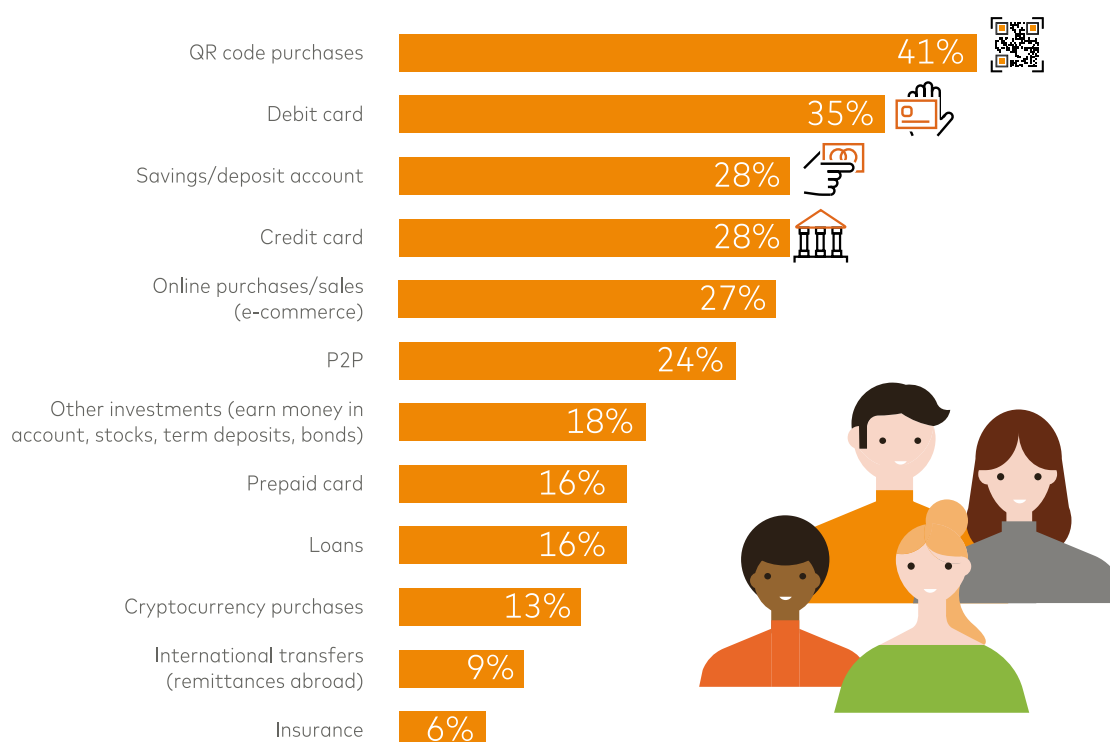 QR code purchases
41%
Debit card
35%
Savings/deposit account
28%
Credit card
28%
Online purchases/sales
(e-commerce)
27%
P2P
24%
Other investments (earn money in
account, stocks, term deposits, bonds)
18%
Prepaid card
16%
Loans
16%
Cryptocurrency purchases
13%
International transfers
(remittances abroad)
9%
Insurance
6%